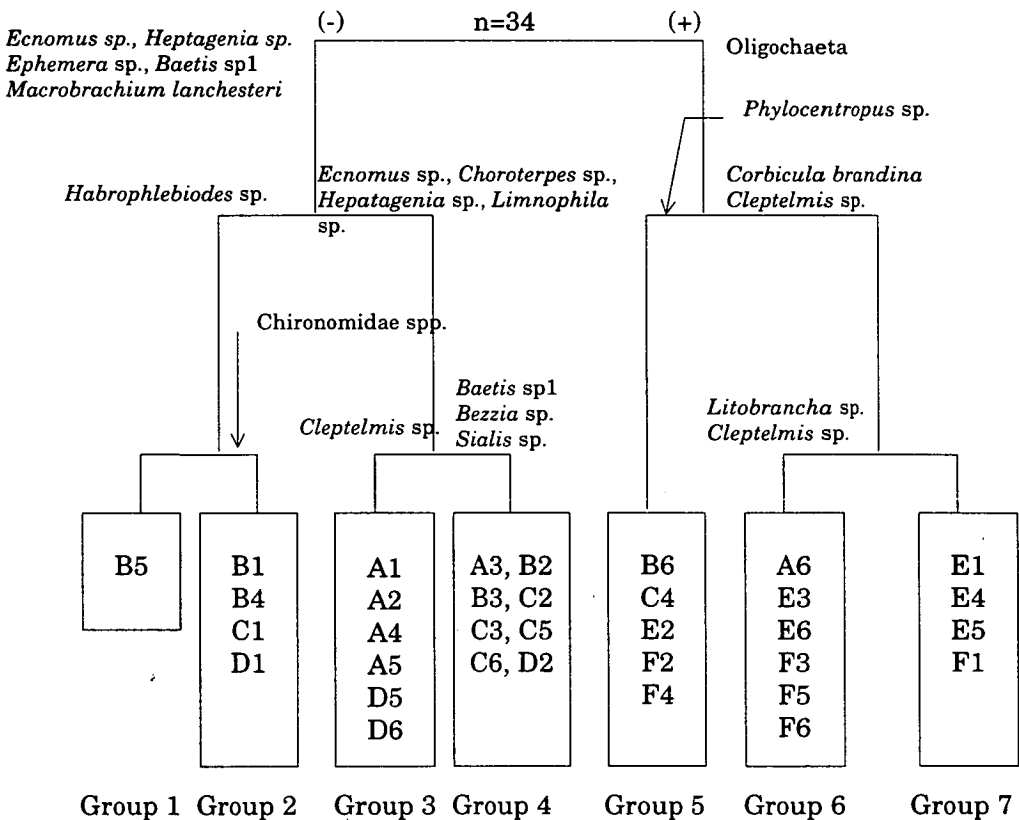 (-) n=34 (+)
Ecnomus sp., Heptagenia sp.
Ephemera sp., Baetis sp1
Macrobrachium lanchesteri
Oligochaeta
Phylocentropus sp.
Habrophlebiodes sp.
Ecnomus sp., Choroterpes sp.,
Hepatagenia sp., Limnophila
sp.
Corbicula brandina
Cleptelmis sp.
Chironomidae spp.
Cleptelmis sp.
Baetis sp1
Bezzia sp.
Sialis sp.
Litobrancha sp.
Cleptelmis sp.
B5
B1
B4
C1
D1
A1
A2
A4
A5
D5
D6
A3, B2
B3, C2
C3, C5
C6, D2
B6
C4
E2
F2
F4
A6
E3
E6
F3
F5
F6
E1
E4
E5
F1
Group 1 Group 2 Group 3 Group 4 Group 5 Group 6 Group 7